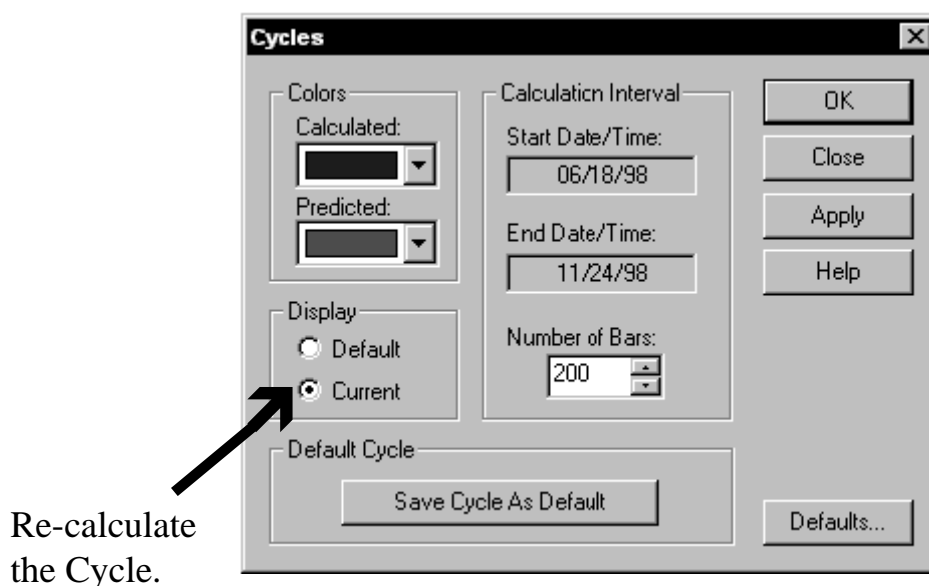 Cycles
Colors
Calculated:
Predicted:
Display
Default
Current
Calculation Interval
Start Date/Time:
06/18/98
End Date/Time:
11/24/98
Number of Bars:
200
OK
Close
Apply
Help
Default Cycle
Save Cycle As Default
Defaults...
Re-calculate
the Cycle.